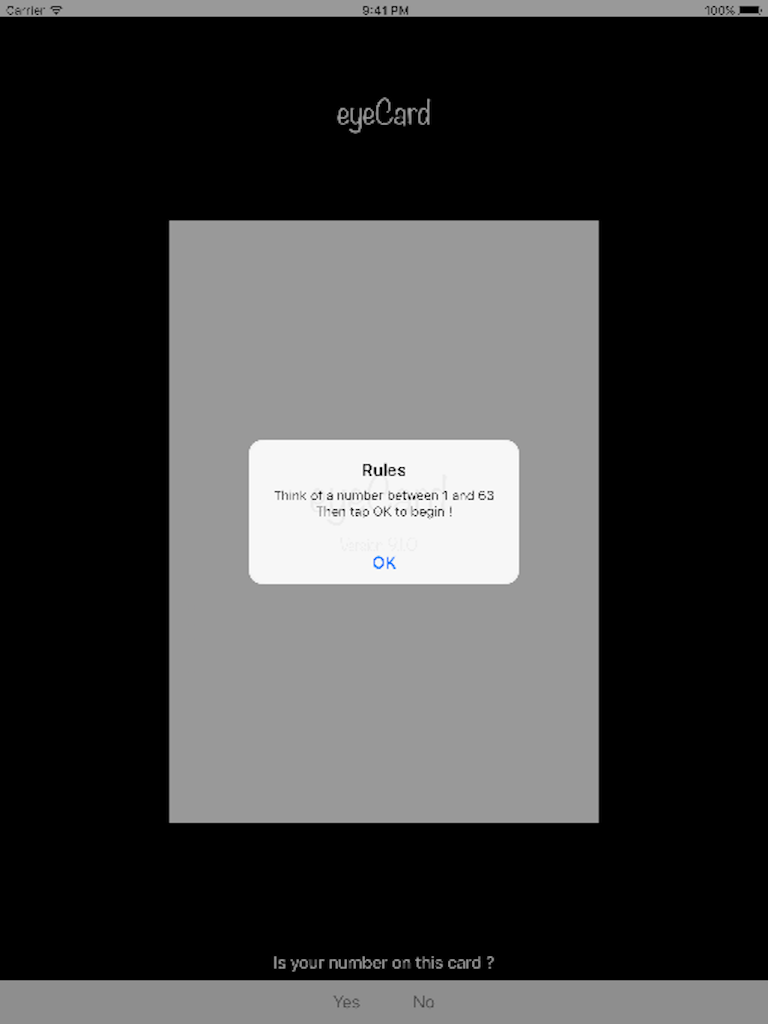 Carrier 9:41 PM 100%
eyeCard
Rules
Think of a number between 1 and 63
Then tap OK to begin !
OK
Is your number on this card ?
Yes No